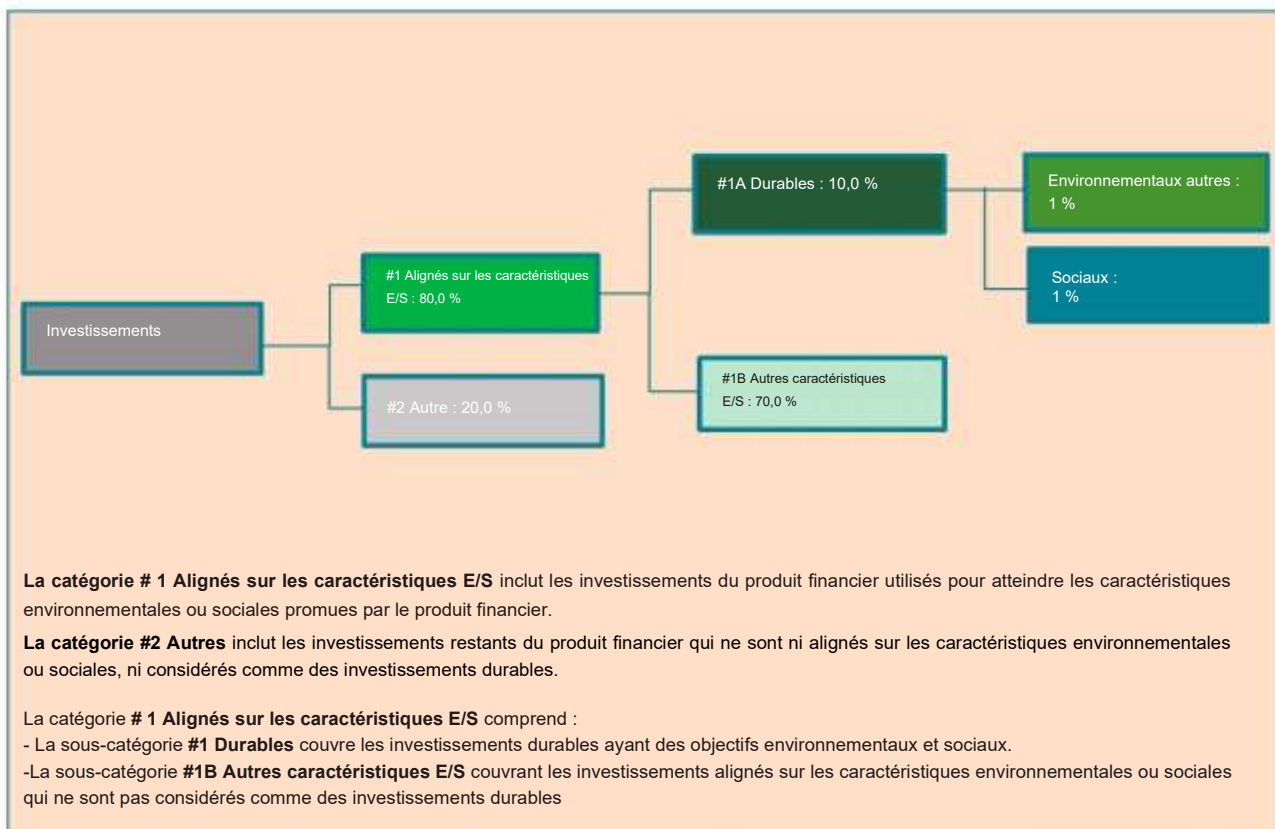 #1A Durables : 10,0 %
Environnementaux autres :
1 %
#1 Alignés sur les caractéristiques
E/S : 80,0 %
Sociaux :
1 %
Investissements
#2 Autre : 20,0 %
#1B Autres caractéristiques
E/S : 70,0 %
La catégorie # 1 Alignés sur les caractéristiques E/S inclut les investissements du produit financier utilisés pour atteindre les caractéristiques
environnementales ou sociales promues par le produit financier.
La catégorie #2 Autres inclut les investissements restants du produit financier qui ne sont ni alignés sur les caractéristiques environnementales
ou sociales, ni considérés comme des investissements durables.
La catégorie # 1 Alignés sur les caractéristiques E/S comprend :
- La sous-catégorie #1 Durables couvre les investissements durables ayant des objectifs environnementaux et sociaux.
-La sous-catégorie #1B Autres caractéristiques E/S couvrant les investissements alignés sur les caractéristiques environnementales ou sociales
qui ne sont pas considérés comme des investissements durables